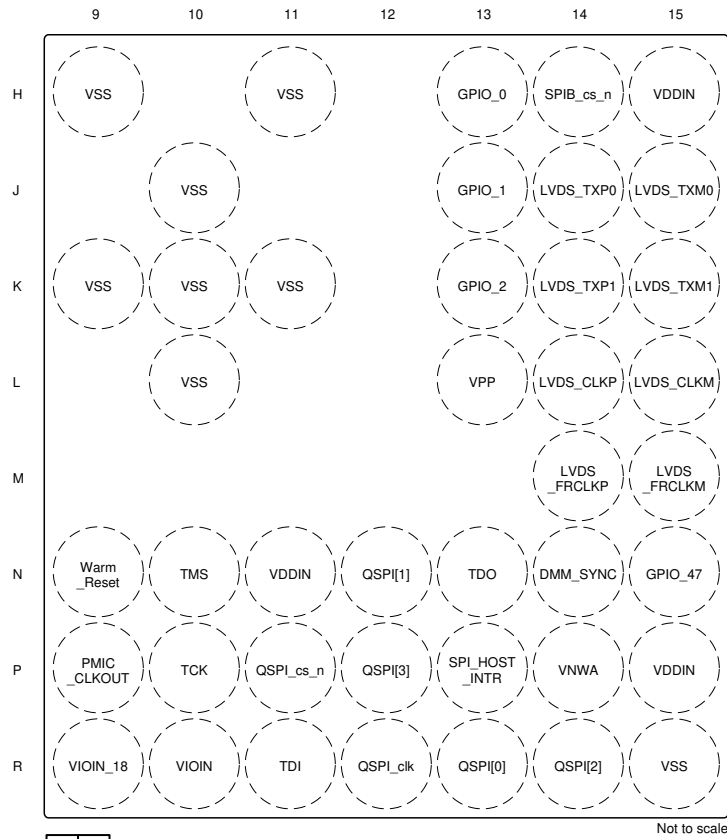 9 10 11 12 13 14 15
H VSS VSS GPIO_0 SPIB_cs_n VDDIN
J VSS GPIO_1 LVDS_TXP0 LVDS_TXM0
K VSS VSS VSS GPIO_2 LVDS_TXP1 LVDS_TXM1
L VSS VPP LVDS_CLKP LVDS_CLKM
M LVDS
_FRCLKP LVDS
_FRCLKM
N Warm
_Reset TMS VDDIN QSPI[1] TDO DMM_SYNC GPIO_47
P PMIC
_CLKOUT TCK QSPI_cs_n QSPI[3] SPI_HOST
_INTR VNWA VDDIN
R VIOIN_18 VIOIN TDI QSPI_clk QSPI[0] QSPI[2] VSS
Not to scale